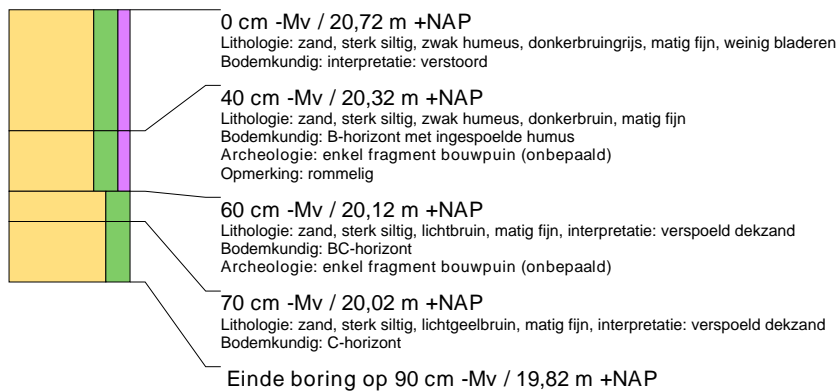 0 cm -Mv / 20,72 m +NAP
Lithologie: zand, sterk siltig, zwak humeus, donkerbruingrijs, matig fijn, weinig bladeren
Bodemkundig: interpretatie: verstoord
40 cm -Mv / 20,32 m +NAP
Lithologie: zand, sterk siltig, zwak humeus, donkerbruin, matig fijn
Bodemkundig: B-horizont met ingespoelde humus
Archeologie: enkel fragment bouwpuin (onbepaald)
Opmerking: rommelig
60 cm -Mv / 20,12 m +NAP
Lithologie: zand, sterk siltig, lichtbruin, matig fijn, interpretatie: verspoeld dekzand
Bodemkundig: BC-horizont
Archeologie: enkel fragment bouwpuin (onbepaald)
70 cm -Mv / 20,02 m +NAP
Lithologie: zand, sterk siltig, lichtgeelbruin, matig fijn, interpretatie: verspoeld dekzand
Bodemkundig: C-horizont
Einde boring op 90 cm -Mv / 19,82 m +NAP